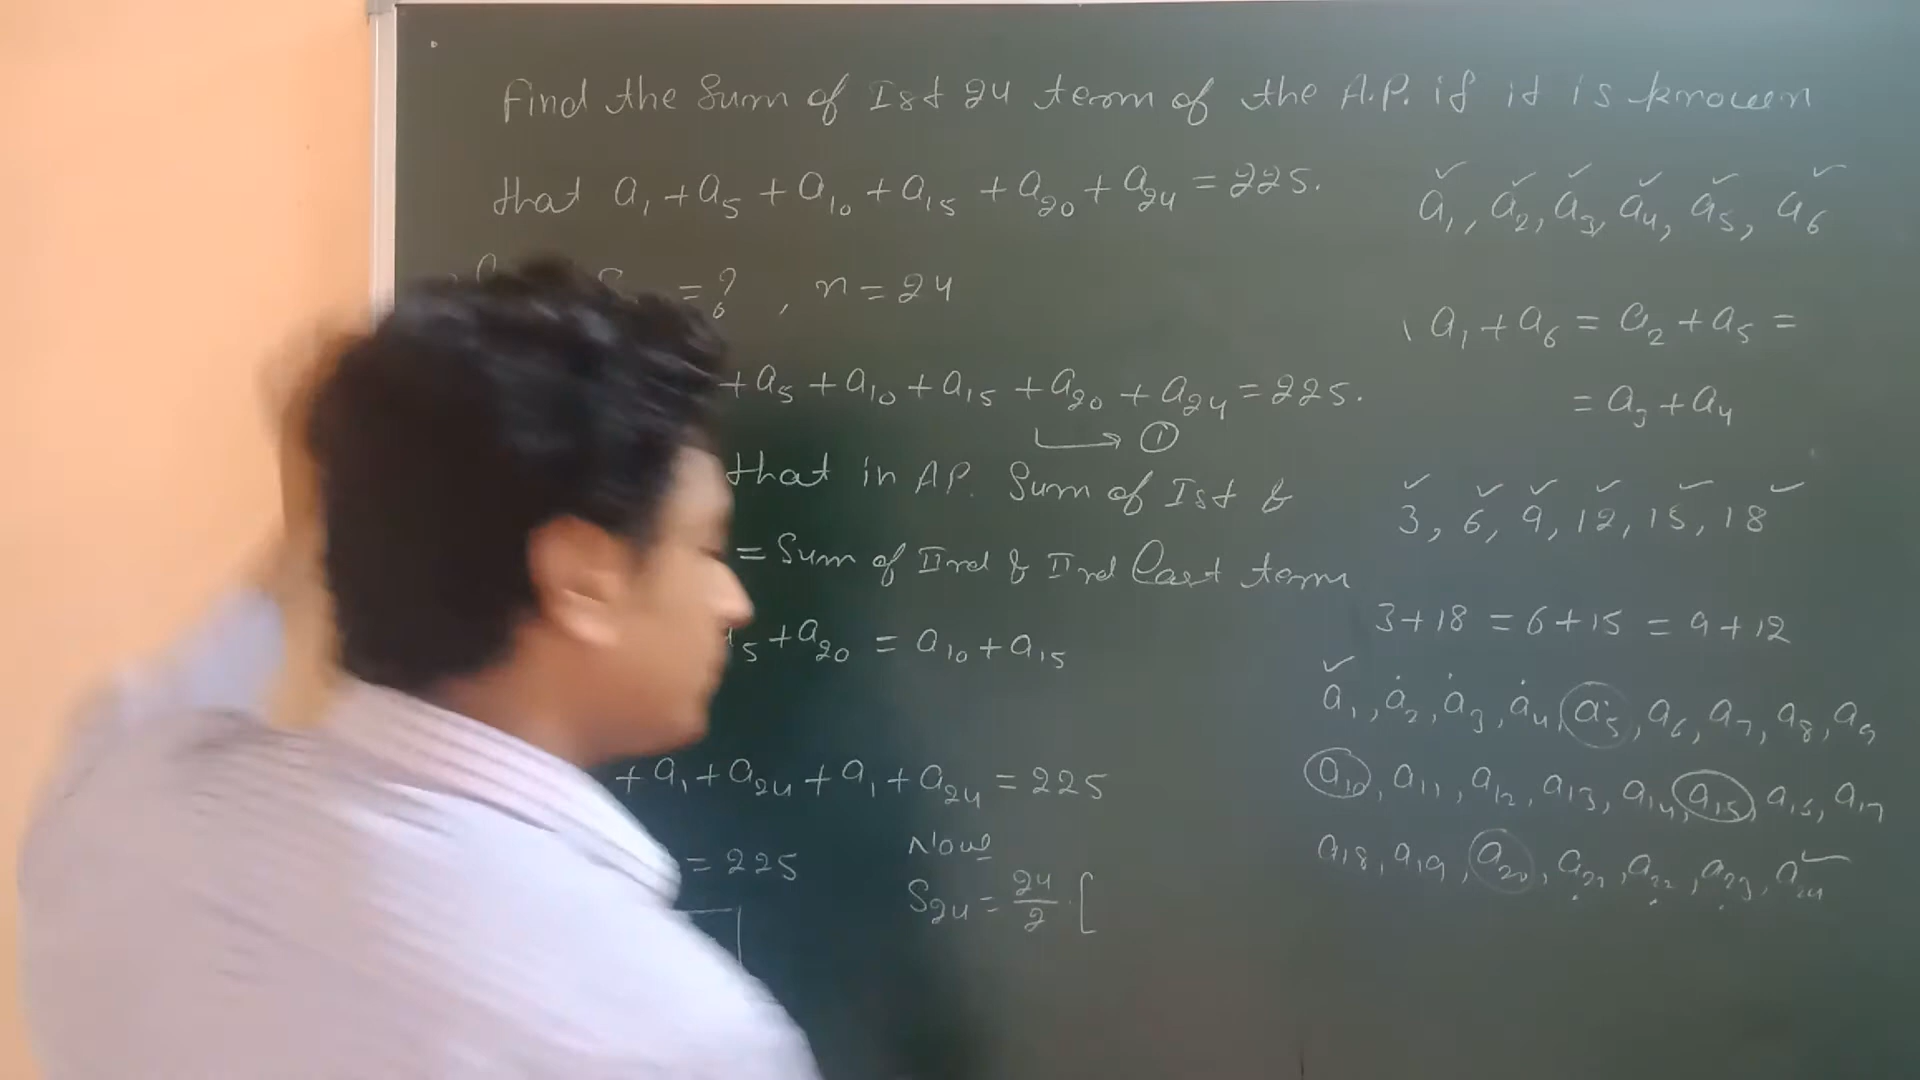 Find the Sum of Ist 24 term of the A.P. if it is known
that a₁ + a₅ + a₁₀ + a₁₅ + a₂₀ + a₂₄ = 225.
= ? , n = 24
+ a₅ + a₁₀ + a₁₅ + a₂₀ + a₂₄ = 225.
①
that in AP. Sum of Ist &
= Sum of IInd & IInd last term
₅ + a₂₀ = a₁₀ + a₁₅
+ a₁ + a₂₄ + a₁ + a₂₄ = 225
= 225
Now
S₂₄ = 24/2 [
a₁, a₂, a₃, a₄, a₅, a₆
a₁ + a₆ = a₂ + a₅ =
= a₃ + a₄
3, 6, 9, 12, 15, 18
3 + 18 = 6 + 15 = 9 + 12
a₁, a₂, a₃, a₄, a₅, a₆, a₇, a₈, a₉
a₁₀, a₁₁, a₁₂, a₁₃, a₁₄, a₁₅, a₁₆, a₁₇
a₁₈, a₁₉, a₂₀, a₂₁, a₂₂, a₂₃, a₂₄